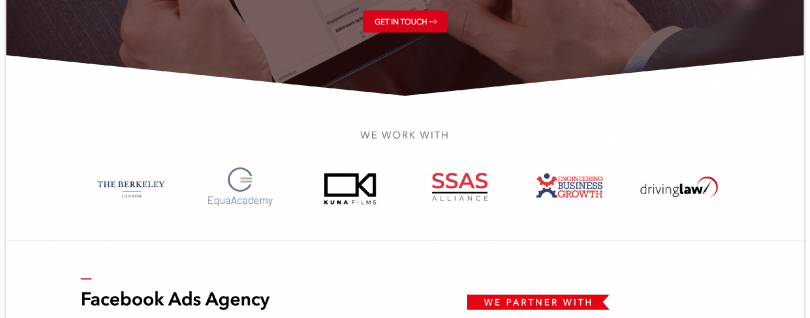 GET IN TOUCH →
WE WORK WITH
THE BERKELEY
LONDON
EquaAcademy
KUNA FILMS
SSAS
ALLIANCE
ENGINEERING
BUSINESS
GROWTH
drivinglaw
Facebook Ads Agency
WE PARTNER WITH